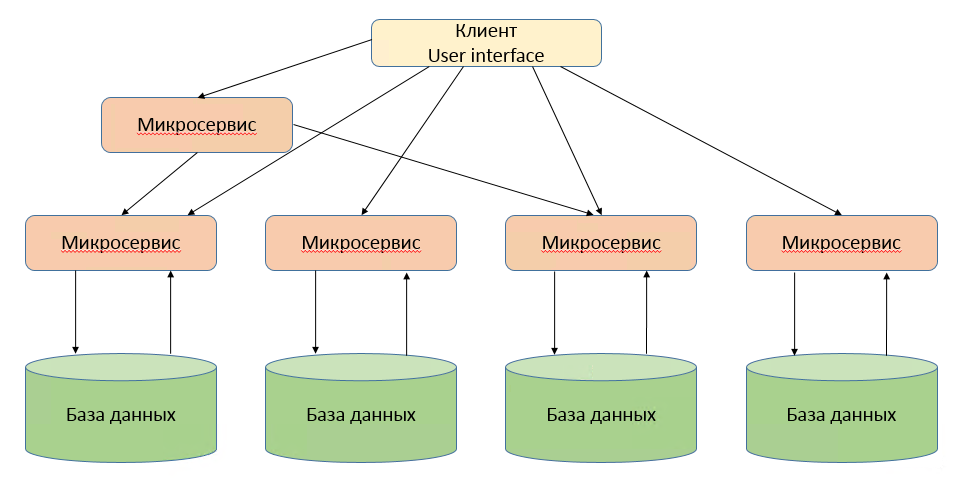 Клиент
User interface
Микросервис
Микросервис
Микросервис
Микросервис
Микросервис
База данных
База данных
База данных
База данных